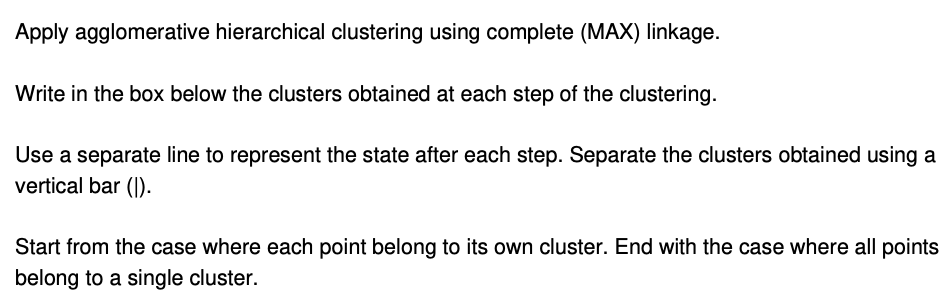 Apply agglomerative hierarchical clustering using complete (MAX) linkage.
Write in the box below the clusters obtained at each step of the clustering.
Use a separate line to represent the state after each step. Separate the clusters obtained using a
vertical bar (|).
Start from the case where each point belong to its own cluster. End with the case where all points
belong to a single cluster.